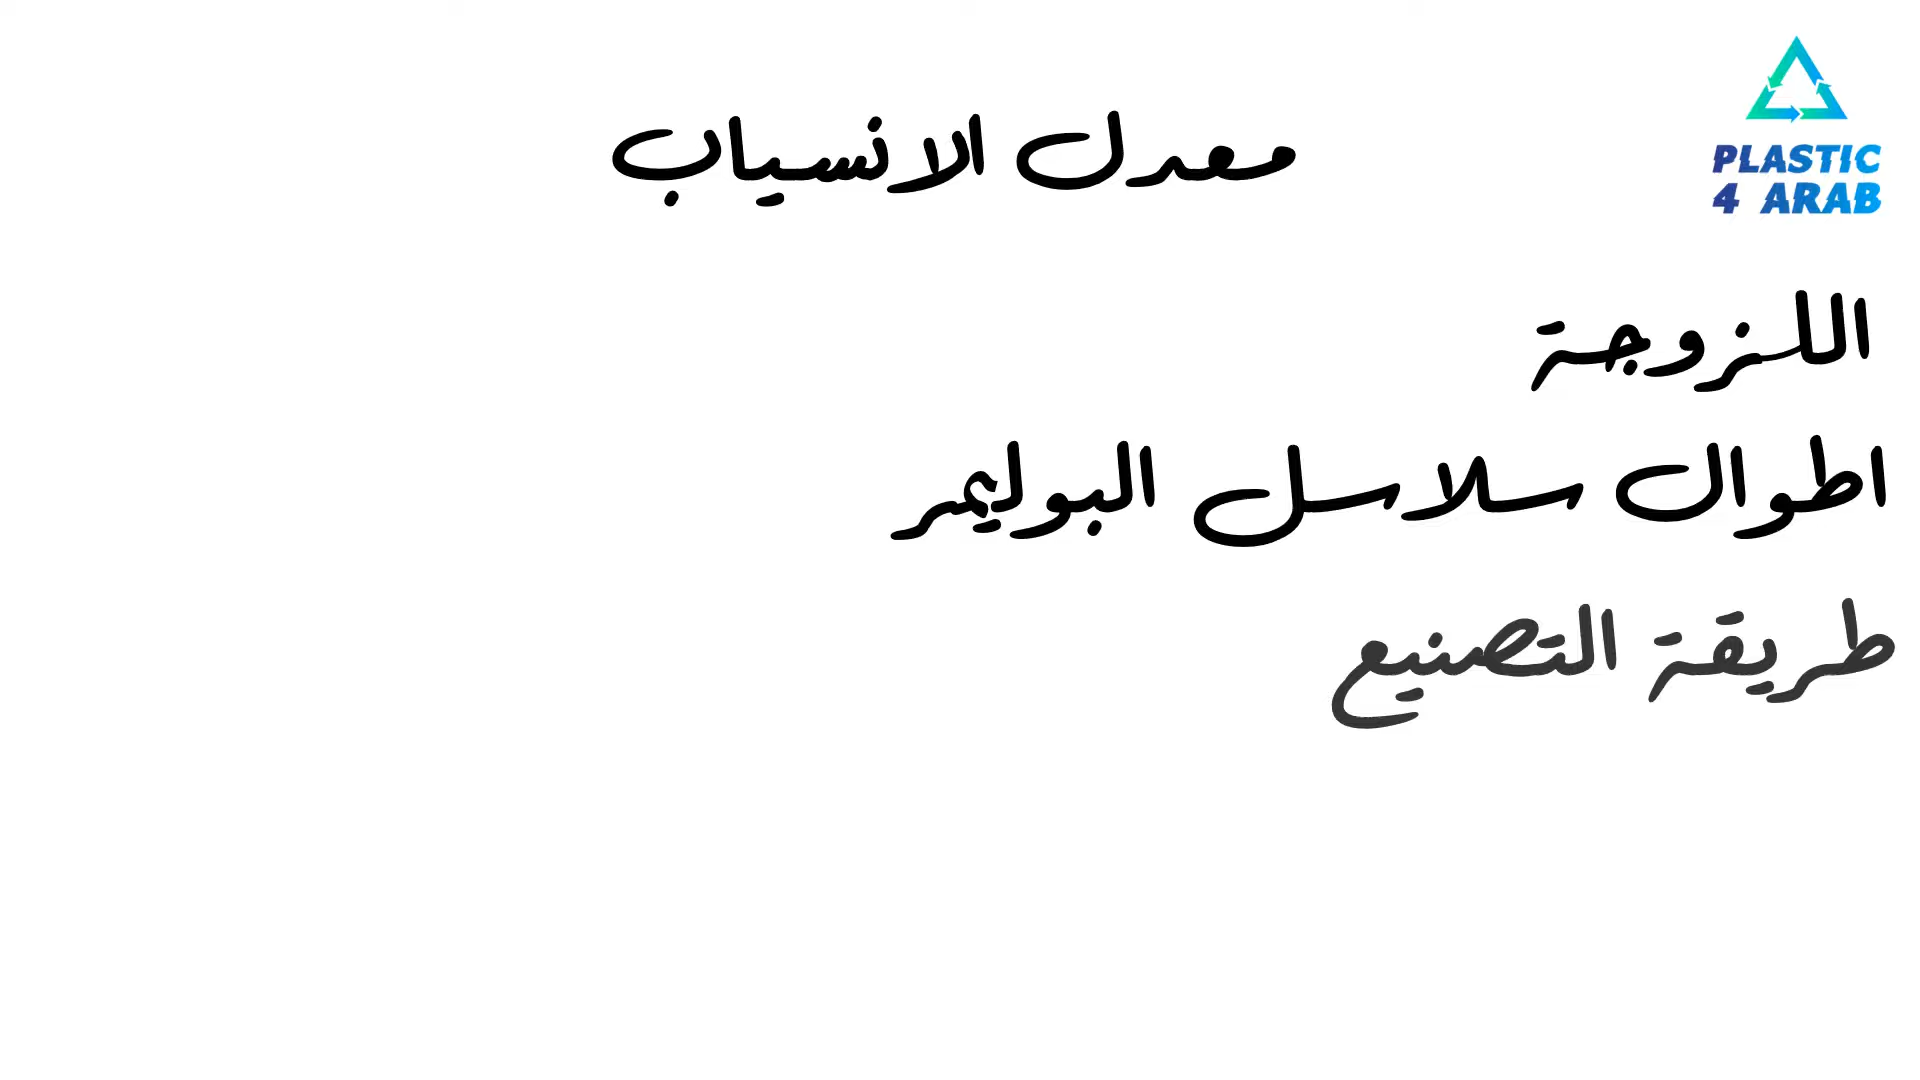 معدل الانسياب
PLASTIC
4 ARAB
اللزوجة
اطوال سلاسل البوليمر
طريقة التصنيع